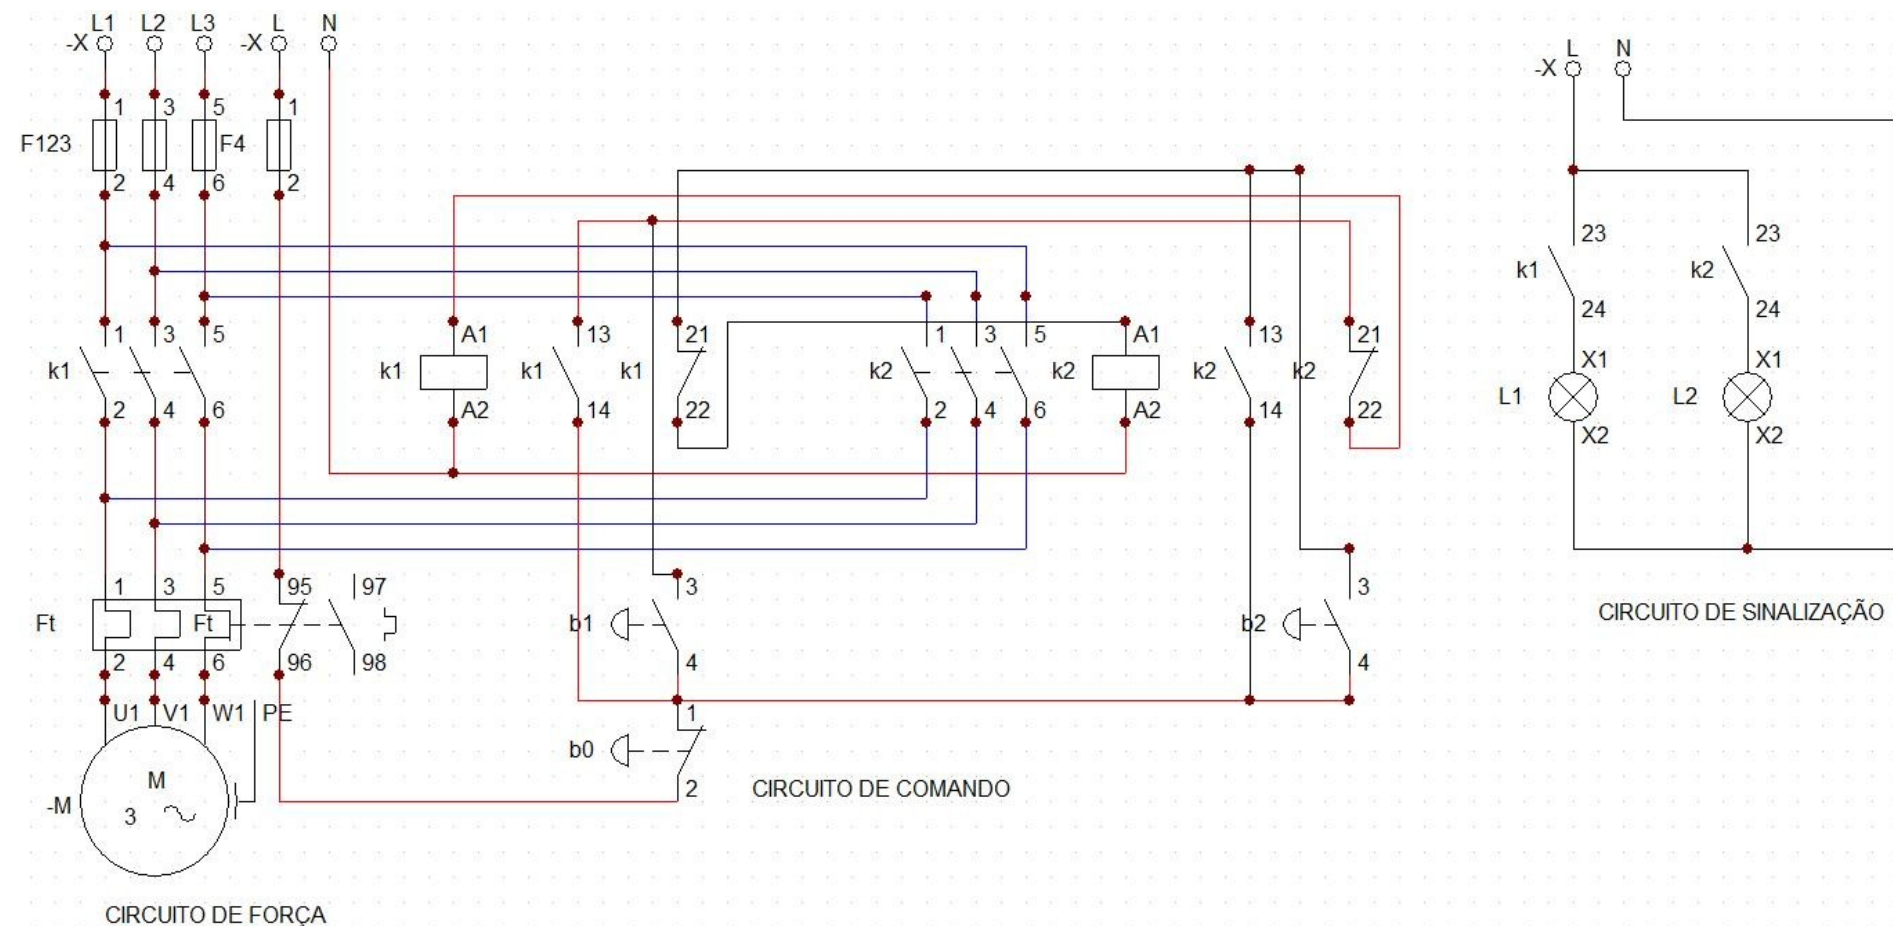 L1 L2 L3 L N
-X -X
L N
-X
1 3 5 1
F123 F4
2 4 6 2
23 23
k1 k2
24 24
1 3 5 A1 13 21 1 3 5 A1 13 21
k1 k1 k1 k1 k2 k2 k2 k2
2 4 6 A2 14 22 2 4 6 A2 14 22
X1 X1
L1 L2
X2 X2
1 3 5 95 97 3 3
Ft Ft b1 b2
2 4 6 96 98 4 4
CIRCUITO DE SINALIZAÇÃO
U1 V1 W1 PE 1
b0
M
-M 3
2
CIRCUITO DE COMANDO
CIRCUITO DE FORÇA